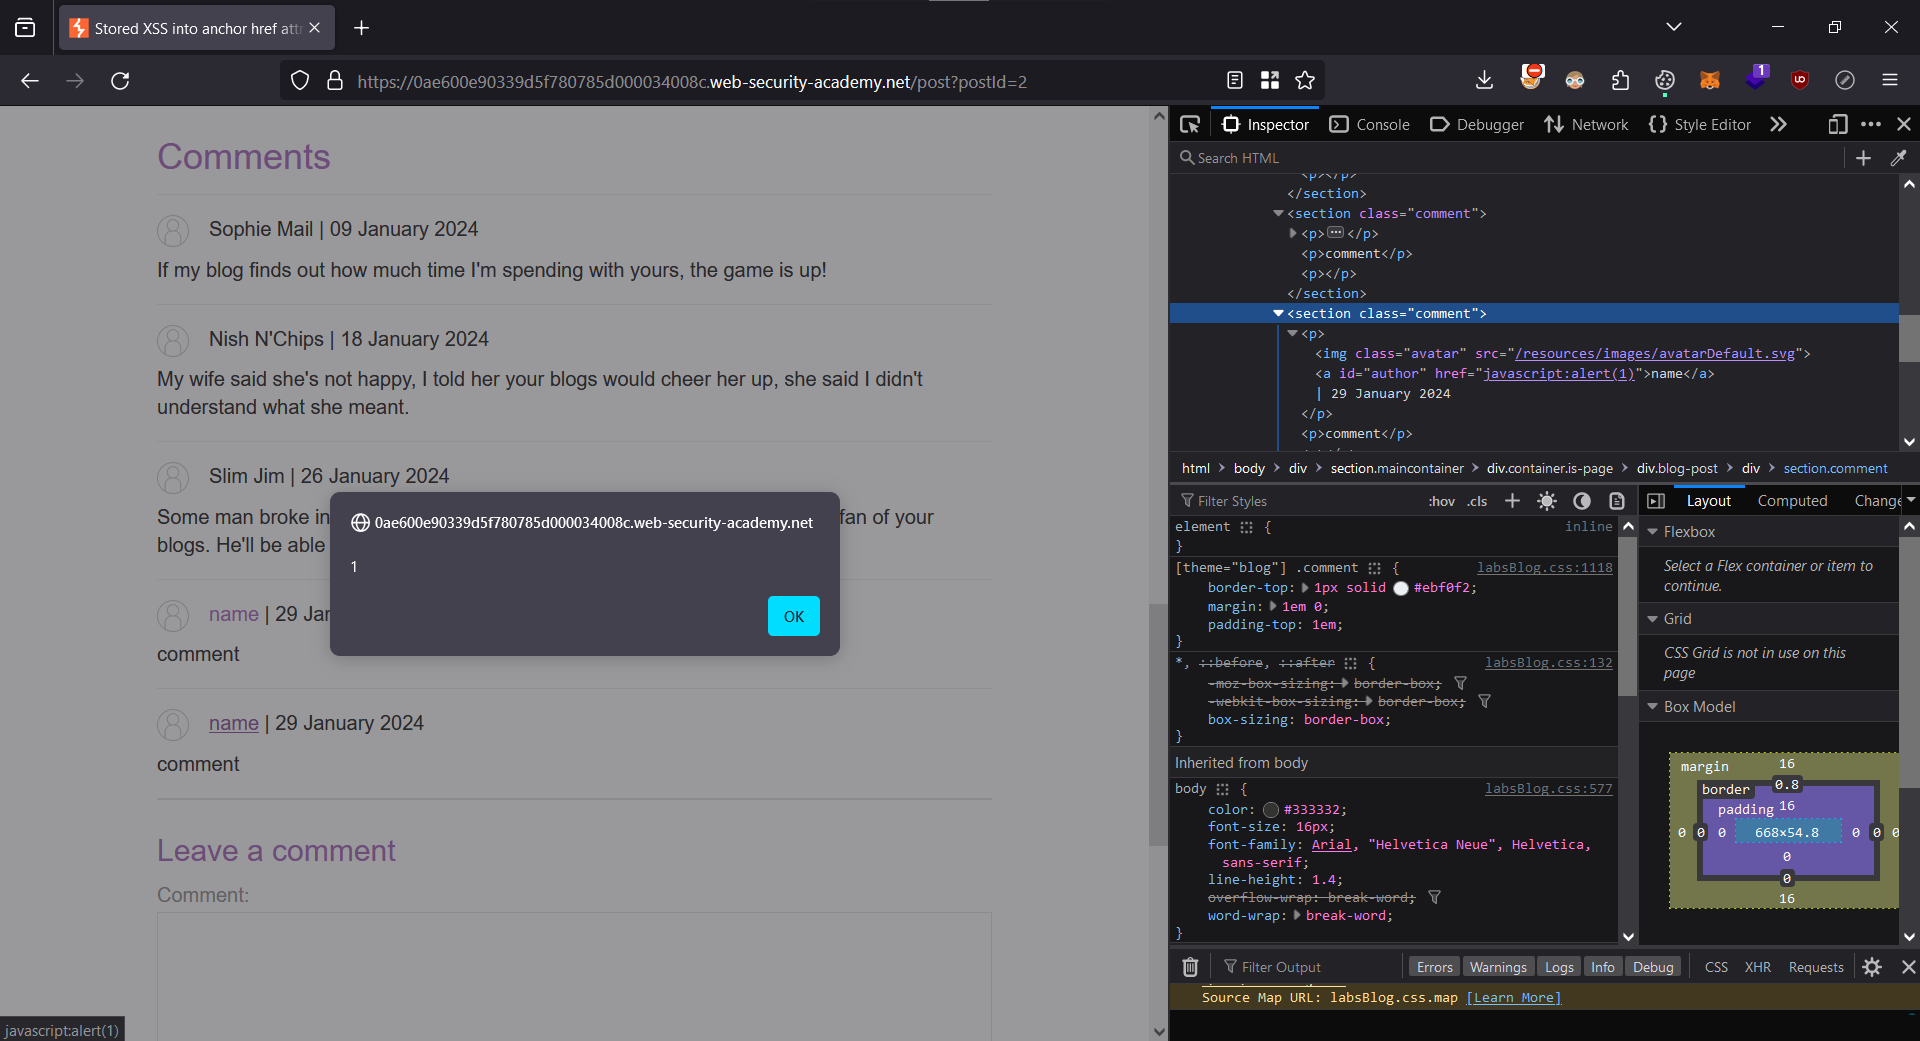 Stored XSS into anchor href attr
https://0ae600e90339d5f780785d000034008c.web-security-academy.net/post?postId=2
1
Comments
Sophie Mail | 09 January 2024
If my blog finds out how much time I'm spending with yours, the game is up!
Nish N'Chips | 18 January 2024
My wife said she's not happy, I told her your blogs would cheer her up, she said I didn't
understand what she meant.
Slim Jim | 26 January 2024
Some man broke in
fan of your
blogs. He'll be able
0ae600e90339d5f780785d000034008c.web-security-academy.net
1
OK
name | 29 Jan
comment
name | 29 January 2024
comment
Leave a comment
Comment:
javascript:alert(1)
Inspector
Console
Debugger
Network
{} Style Editor
Search HTML
<p></p>
</section>
<section class="comment">
<p>···</p>
<p>comment</p>
<p></p>
</section>
<section class="comment">
<p>
<img class="avatar" src="/resources/images/avatarDefault.svg">
<a id="author" href="javascript:alert(1)">name</a>
| 29 January 2024
</p>
<p>comment</p>
html > body > div > section.maincontainer > div.container.is-page > div.blog-post > div > section.comment
Filter Styles
:hov .cls
element {
inline
}
[theme="blog"] .comment {
labsBlog.css:1118
border-top: 1px solid #ebf0f2;
margin: 1em 0;
padding-top: 1em;
}
*, ::before, ::after {
labsBlog.css:132
-moz-box-sizing: border-box;
-webkit-box-sizing: border-box;
box-sizing: border-box;
}
Inherited from body
body {
labsBlog.css:577
color: #333332;
font-size: 16px;
font-family: Arial, "Helvetica Neue", Helvetica,
sans-serif;
line-height: 1.4;
overflow-wrap: break-word;
word-wrap: break-word;
}
Layout
Computed
Change
Flexbox
Select a Flex container or item to
continue.
Grid
CSS Grid is not in use on this
page
Box Model
margin 16
border 0.8
padding 16
0 0 0 668×54.8 0 0 0
0
0
16
Filter Output
Errors Warnings Logs Info Debug
CSS XHR Requests
Source Map URL: labsBlog.css.map [Learn More]